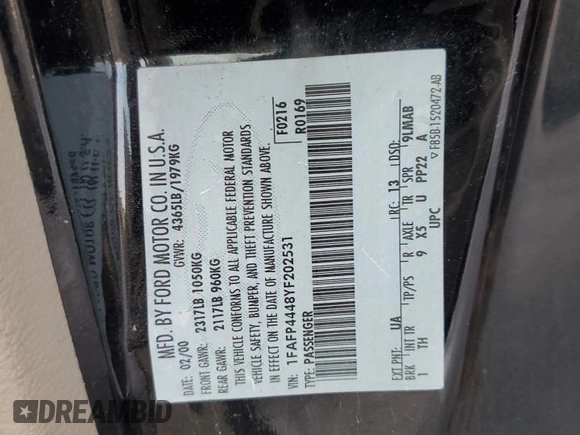 MFD. BY FORD MOTOR CO. IN U.S.A.
DATE: 02/00 GVWR: 4365LB/1979KG
FRONT GAWR: 2317LB 1050KG
REAR GAWR: 2117LB 960KG
THIS VEHICLE CONFORMS TO ALL APPLICABLE FEDERAL MOTOR
VEHICLE SAFETY, BUMPER, AND THEFT PREVENTION STANDARDS
IN EFFECT ON THE DATE OF MANUFACTURE SHOWN ABOVE.
VIN: 1FAFP4448YF202531 F0216
TYPE: PASSENGER R0169
EXT PNT: UA RC: 13 DSO:
BRK INT TR TP/PS R AXLE TR SPR 9LMAB
1 TH 9 X5 U PP22 A
UPC
▽F85B-1520472-AB
DREAMBID